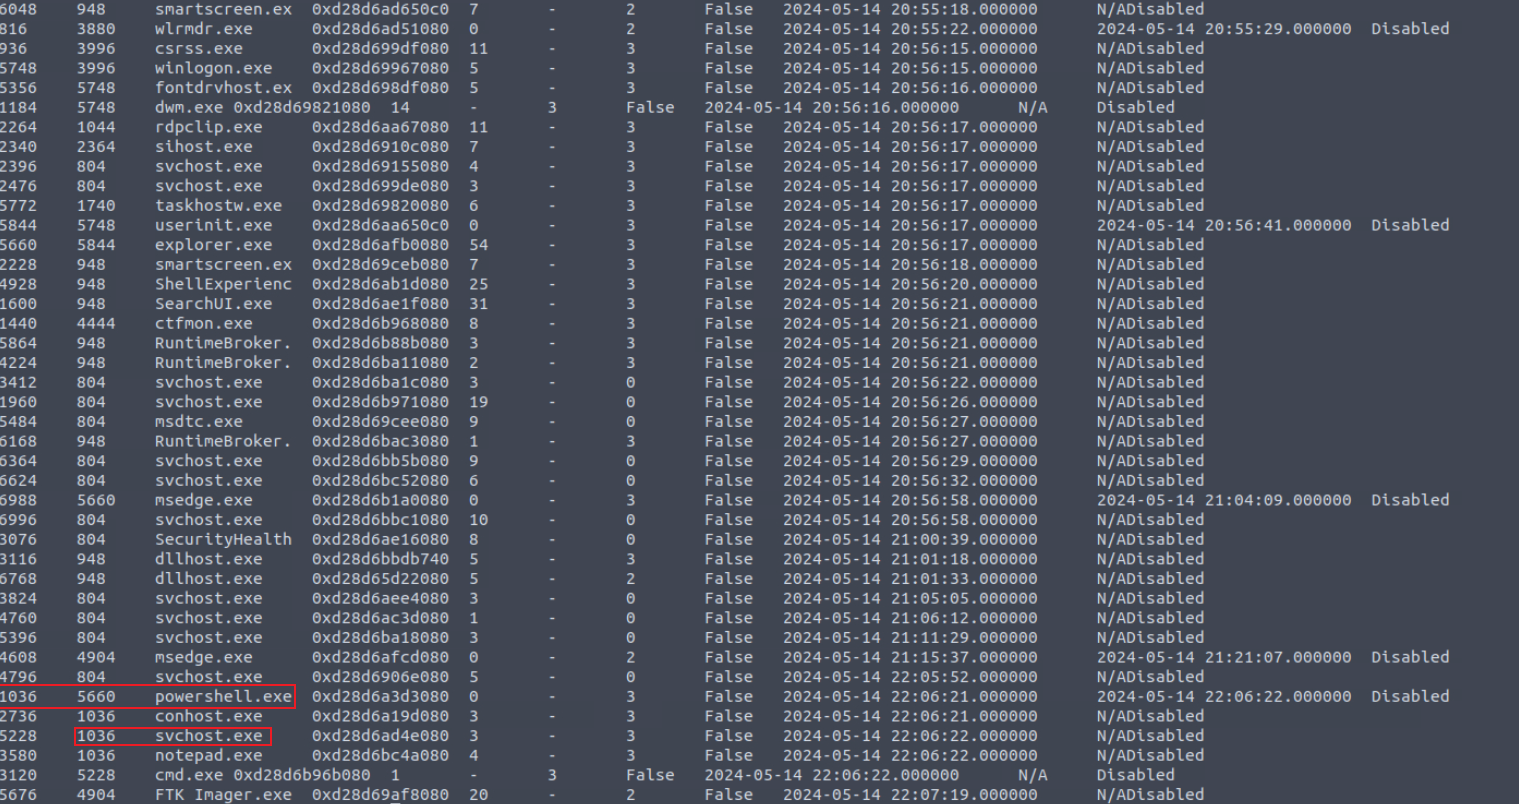 6048 948 smartscreen.ex 0xd28d6ad650c0 7 - 2 False 2024-05-14 20:55:18.000000 N/ADisabled
816 3880 wlrmdr.exe 0xd28d6ad51080 0 - 2 False 2024-05-14 20:55:22.000000 2024-05-14 20:55:29.000000 Disabled
936 3996 csrss.exe 0xd28d699df080 11 - 3 False 2024-05-14 20:56:15.000000 N/ADisabled
5748 3996 winlogon.exe 0xd28d69967080 5 - 3 False 2024-05-14 20:56:15.000000 N/ADisabled
5356 5748 fontdrvhost.ex 0xd28d698df080 5 - 3 False 2024-05-14 20:56:16.000000 N/ADisabled
1184 5748 dwm.exe 0xd28d69821080 14 - 3 False 2024-05-14 20:56:16.000000 N/A Disabled
2264 1044 rdpclip.exe 0xd28d6aa67080 11 - 3 False 2024-05-14 20:56:17.000000 N/ADisabled
2340 2364 sihost.exe 0xd28d6910c080 7 - 3 False 2024-05-14 20:56:17.000000 N/ADisabled
2396 804 svchost.exe 0xd28d69155080 4 - 3 False 2024-05-14 20:56:17.000000 N/ADisabled
2476 804 svchost.exe 0xd28d699de080 3 - 3 False 2024-05-14 20:56:17.000000 N/ADisabled
5772 1740 taskhostw.exe 0xd28d69820080 6 - 3 False 2024-05-14 20:56:17.000000 N/ADisabled
5844 5748 userinit.exe 0xd28d6aa650c0 0 - 3 False 2024-05-14 20:56:17.000000 2024-05-14 20:56:41.000000 Disabled
5660 5844 explorer.exe 0xd28d6afb0080 54 - 3 False 2024-05-14 20:56:17.000000 N/ADisabled
2228 948 smartscreen.ex 0xd28d69ceb080 7 - 3 False 2024-05-14 20:56:18.000000 N/ADisabled
4928 948 ShellExperienc 0xd28d6ab1d080 25 - 3 False 2024-05-14 20:56:20.000000 N/ADisabled
1600 948 SearchUI.exe 0xd28d6ae1f080 31 - 3 False 2024-05-14 20:56:21.000000 N/ADisabled
1440 4444 ctfmon.exe 0xd28d6b968080 8 - 3 False 2024-05-14 20:56:21.000000 N/ADisabled
5864 948 RuntimeBroker. 0xd28d6b88b080 3 - 3 False 2024-05-14 20:56:21.000000 N/ADisabled
4224 948 RuntimeBroker. 0xd28d6ba11080 2 - 3 False 2024-05-14 20:56:21.000000 N/ADisabled
3412 804 svchost.exe 0xd28d6ba1c080 3 - 0 False 2024-05-14 20:56:22.000000 N/ADisabled
1960 804 svchost.exe 0xd28d6b971080 19 - 0 False 2024-05-14 20:56:26.000000 N/ADisabled
5484 804 msdtc.exe 0xd28d69cee080 9 - 0 False 2024-05-14 20:56:27.000000 N/ADisabled
6168 948 RuntimeBroker. 0xd28d6bac3080 1 - 3 False 2024-05-14 20:56:27.000000 N/ADisabled
6364 804 svchost.exe 0xd28d6bb5b080 9 - 0 False 2024-05-14 20:56:29.000000 N/ADisabled
6624 804 svchost.exe 0xd28d6bc52080 6 - 0 False 2024-05-14 20:56:32.000000 N/ADisabled
6988 5660 msedge.exe 0xd28d6b1a0080 0 - 3 False 2024-05-14 20:56:58.000000 2024-05-14 21:04:09.000000 Disabled
6996 804 svchost.exe 0xd28d6bbc1080 10 - 0 False 2024-05-14 20:56:58.000000 N/ADisabled
3076 804 SecurityHealth 0xd28d6ae16080 8 - 0 False 2024-05-14 21:00:39.000000 N/ADisabled
3116 948 dllhost.exe 0xd28d6bbdb740 5 - 3 False 2024-05-14 21:01:18.000000 N/ADisabled
6768 948 dllhost.exe 0xd28d65d22080 5 - 2 False 2024-05-14 21:01:33.000000 N/ADisabled
3824 804 svchost.exe 0xd28d6aee4080 3 - 0 False 2024-05-14 21:05:05.000000 N/ADisabled
4760 804 svchost.exe 0xd28d6ac3d080 1 - 0 False 2024-05-14 21:06:12.000000 N/ADisabled
5396 804 svchost.exe 0xd28d6ba18080 3 - 0 False 2024-05-14 21:11:29.000000 N/ADisabled
4608 4904 msedge.exe 0xd28d6afcd080 0 - 2 False 2024-05-14 21:15:37.000000 2024-05-14 21:21:07.000000 Disabled
4796 804 svchost.exe 0xd28d6906e080 5 - 0 False 2024-05-14 22:05:52.000000 N/ADisabled
1036 5660 powershell.exe 0xd28d6a3d3080 0 - 3 False 2024-05-14 22:06:21.000000 2024-05-14 22:06:22.000000 Disabled
2736 1036 conhost.exe 0xd28d6a19d080 3 - 3 False 2024-05-14 22:06:21.000000 N/ADisabled
5228 1036 svchost.exe 0xd28d6ad4e080 3 - 3 False 2024-05-14 22:06:22.000000 N/ADisabled
3580 1036 notepad.exe 0xd28d6bc4a080 4 - 3 False 2024-05-14 22:06:22.000000 N/ADisabled
3120 5228 cmd.exe 0xd28d6b96b080 1 - 3 False 2024-05-14 22:06:22.000000 N/A Disabled
5676 4904 FTK Imager.exe 0xd28d69af8080 20 - 2 False 2024-05-14 22:07:19.000000 N/ADisabled